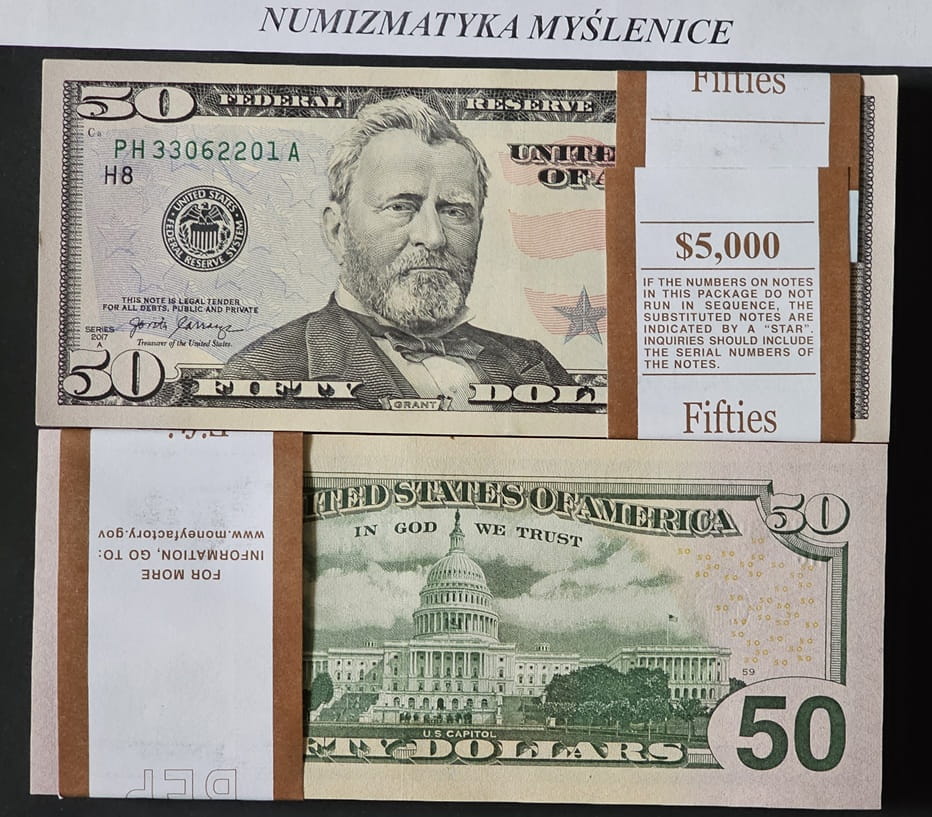 NUMIZMATYKA MYŚLENICE
50 FEDERAL RESERVE
PH 33062201 A
H8
UNITED STATES
FEDERAL RESERVE SYSTEM
THIS NOTE IS LEGAL TENDER
FOR ALL DEBTS, PUBLIC AND PRIVATE
SERIES
2017
A
Treasurer of the United States.
50 FIFTY DOL
GRANT
UNITE
OF A
Fifties
$5,000
IF THE NUMBERS ON NOTES
IN THIS PACKAGE DO NOT
RUN IN SEQUENCE, THE
SUBSTITUTED NOTES ARE
INDICATED BY A “STAR”.
INQUIRIES SHOULD INCLUDE
THE SERIAL NUMBERS OF
THE NOTES.
Fifties
FOR MORE
INFORMATION, GO TO:
www.moneyfactory.gov
TED STATES OF AMERICA 50
IN GOD WE TRUST
59
U.S CAPITOL
FTY DOLLARS 50